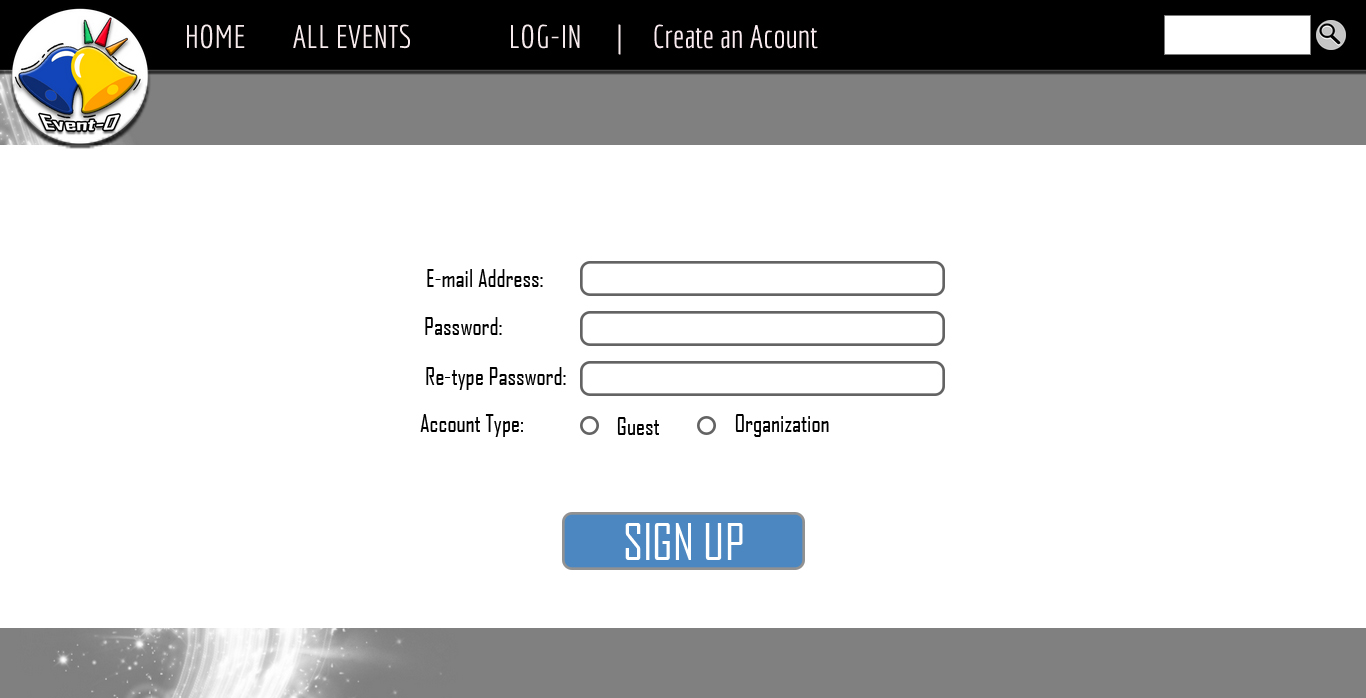 HOME ALL EVENTS LOG-IN | Create an Acount
Event-O
E-mail Address:
Password:
Re-type Password:
Account Type: Guest Organization
SIGN UP